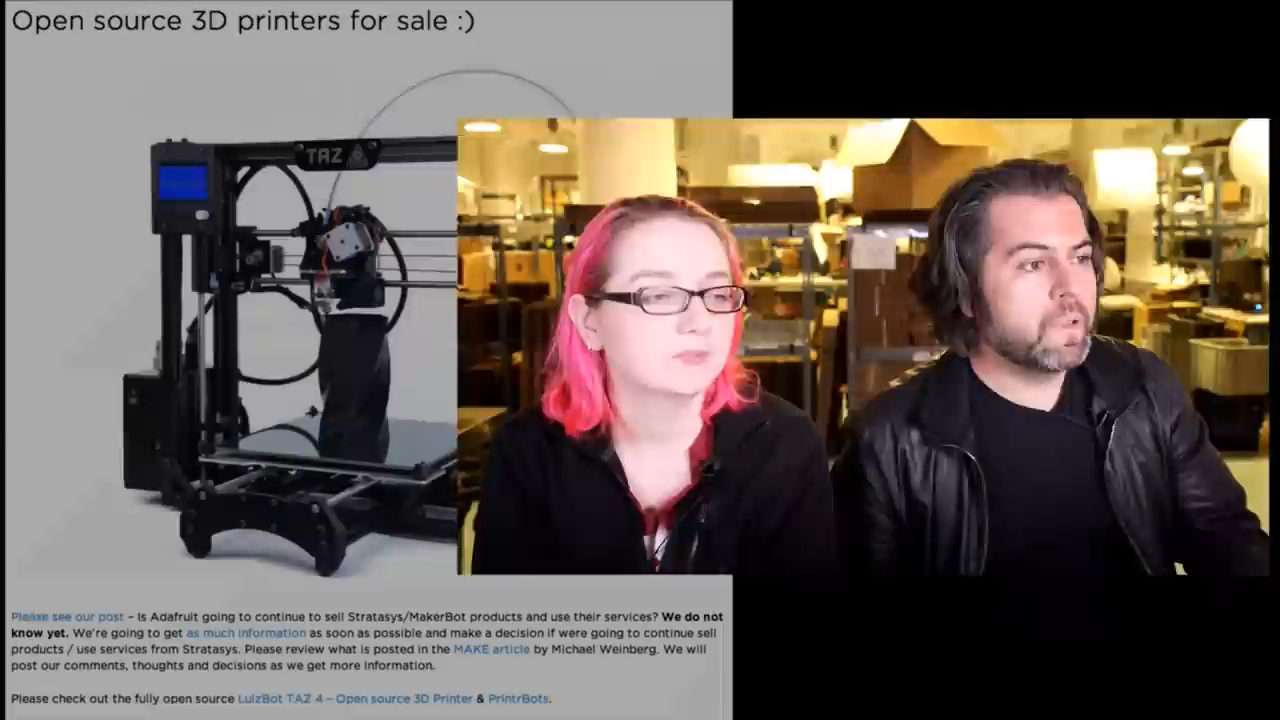 Open source 3D printers for sale :)
TAZ
Please see our post – Is Adafruit going to continue to sell Stratasys/MakerBot products and use their services? We do not
know yet. We're going to get as much information as soon as possible and make a decision if were going to continue sell
products / use services from Stratasys. Please review what is posted in the MAKE article by Michael Weinberg. We will
post our comments, thoughts and decisions as we get more information.
Please check out the fully open source LulzBot TAZ 4 – Open source 3D Printer & PrintrBots.